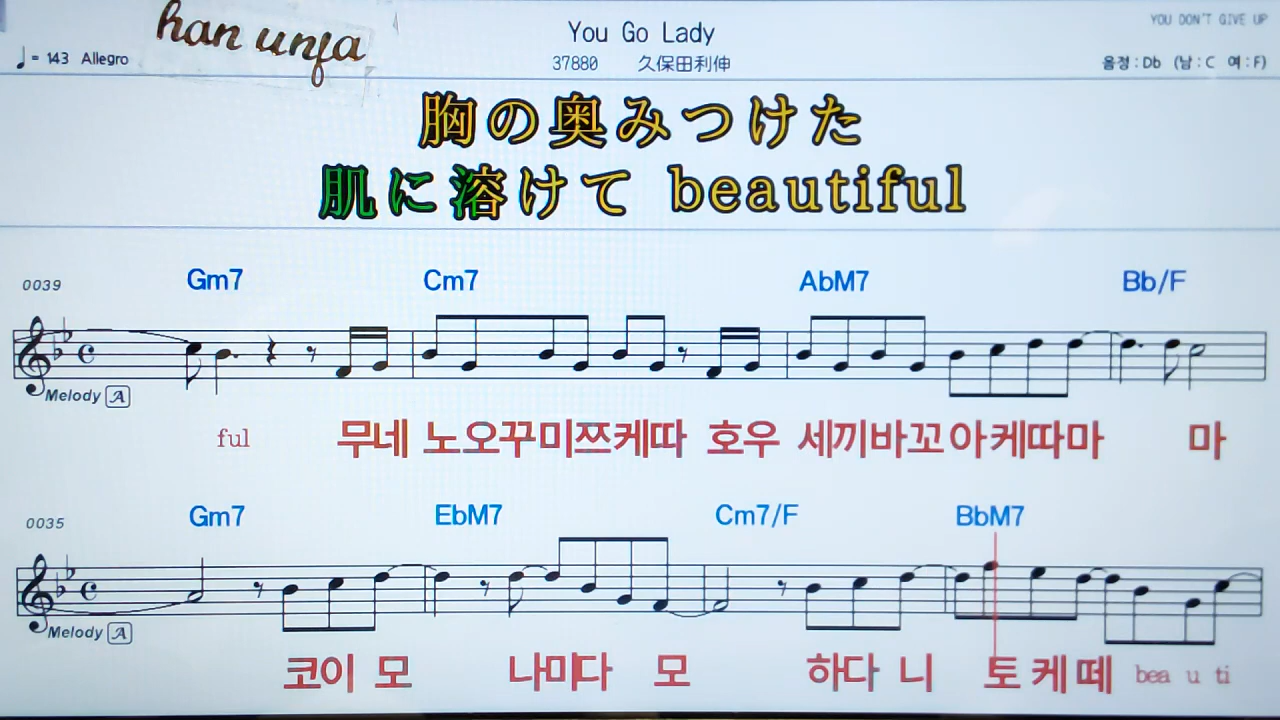 han unfa
You Go Lady
YOU DON'T GIVE UP
♩= 143 Allegro
37880 久保田利伸
음정:Db (남:C 여:F)
胸の奥みつけた
肌に溶けて beautiful
0039 Gm7 Cm7 AbM7 Bb/F
Melody A
ful 무네 노오꾸미쯔케따 호우 세끼바꼬아케따마 마
0035 Gm7 EbM7 Cm7/F BbM7
Melody A
코이 모 나미다 모 하다 니 토 케 떼 bea u ti